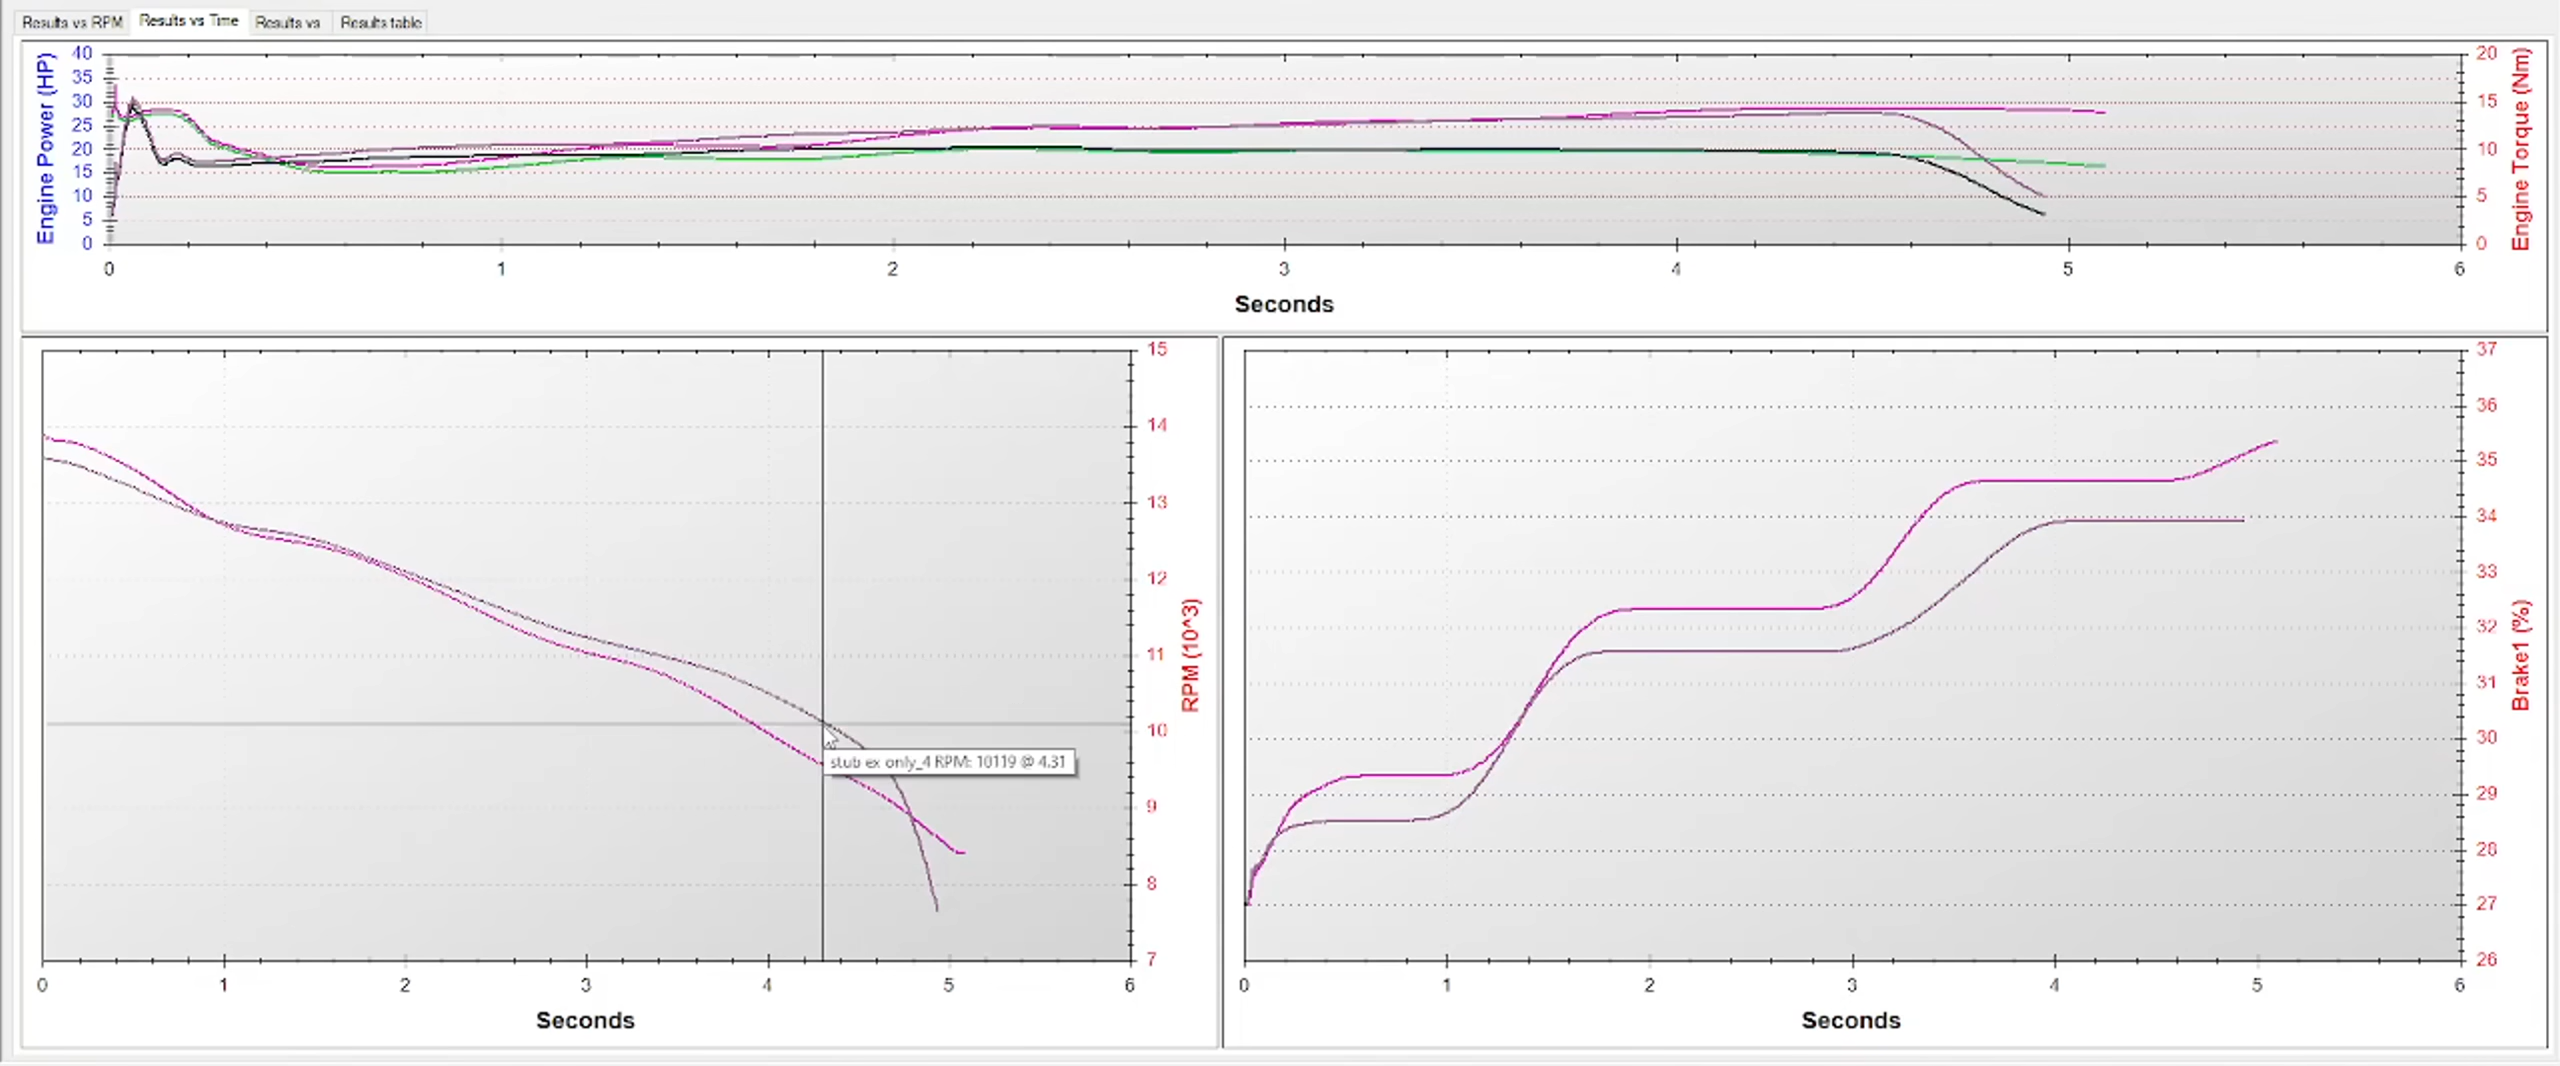 Results vs RPM Results vs Time Results vs Results table
Engine Power (HP)
40
35
30
25
20
15
10
5
0
20
15
10
5
0
Engine Torque (Nm)
0 1 2 3 4 5 6
Seconds
15
14
13
12
11
10
9
8
7
RPM (10^3)
stub ex only_4 RPM: 10119 @ 4.31
0 1 2 3 4 5 6
Seconds
37
36
35
34
33
32
31
30
29
28
27
26
Brake1 (%)
0 1 2 3 4 5 6
Seconds